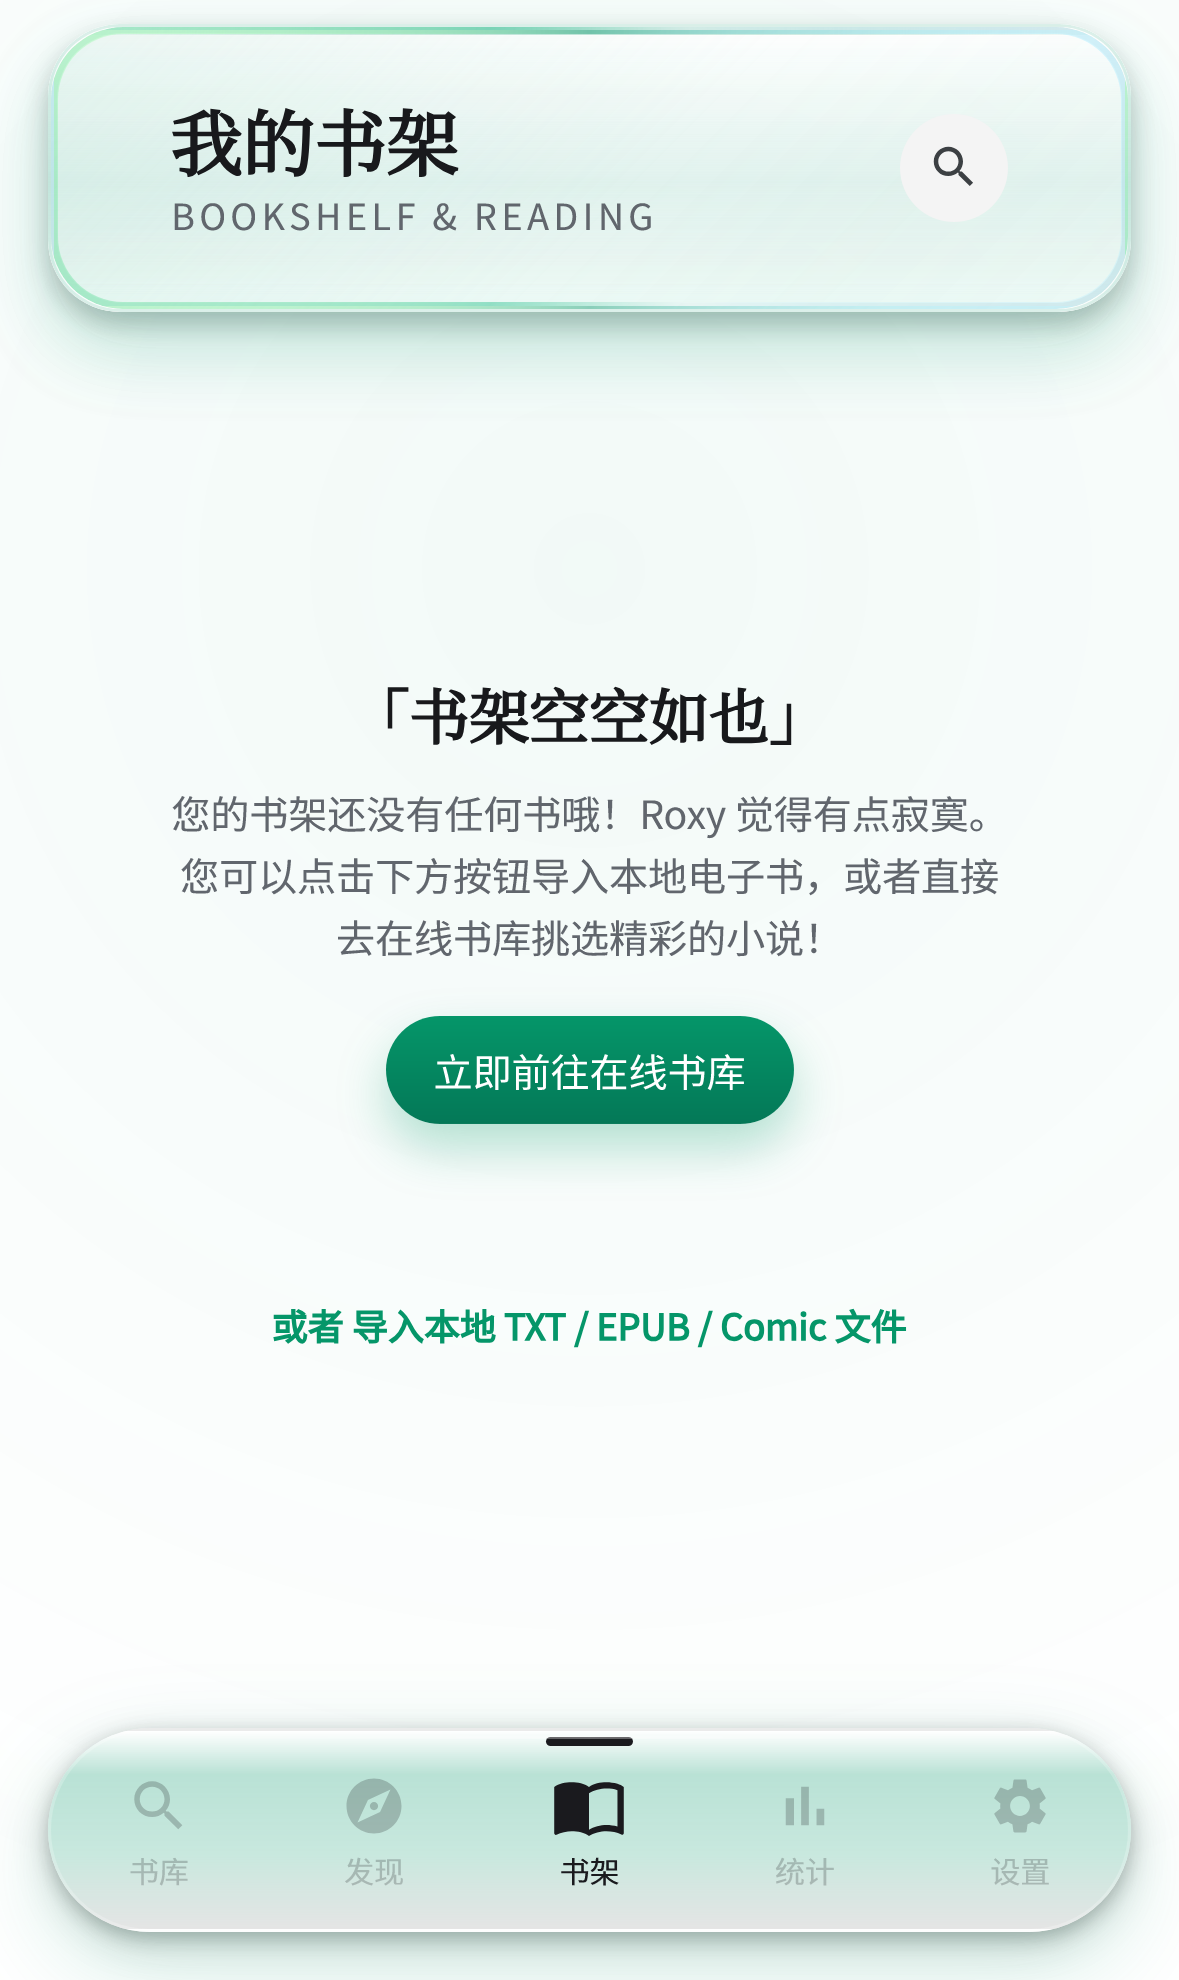 我的书架
BOOKSHELF & READING
「书架空空如也」
您的书架还没有任何书哦！Roxy 觉得有点寂寞。
您可以点击下方按钮导入本地电子书，或者直接
去在线书库挑选精彩的小说！
立即前往在线书库
或者 导入本地 TXT / EPUB / Comic 文件
书库
发现
书架
统计
设置